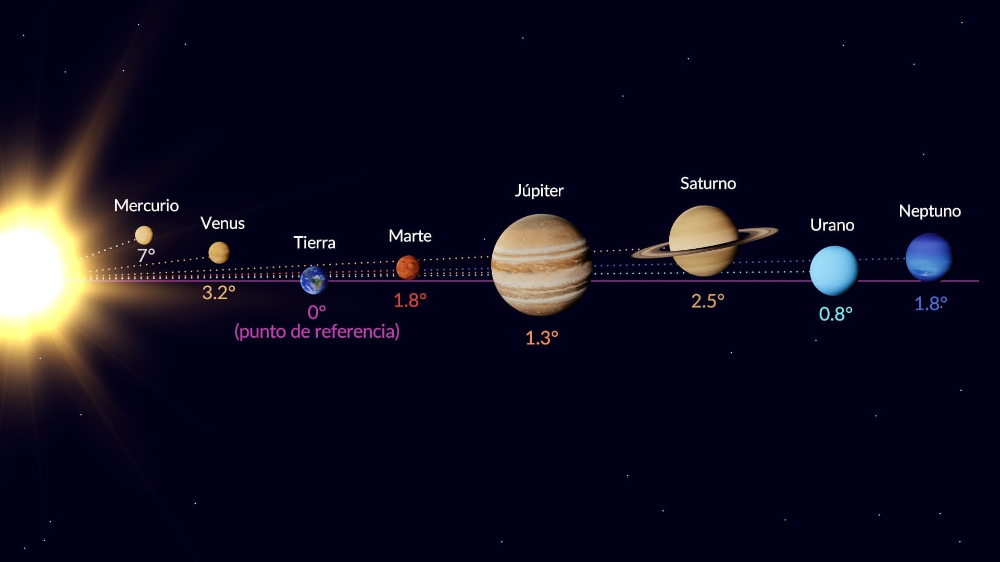 Mercurio
7°
Venus
3.2°
Tierra
0°
(punto de referencia)
Marte
1.8°
Júpiter
1.3°
Saturno
2.5°
Urano
0.8°
Neptuno
1.8°